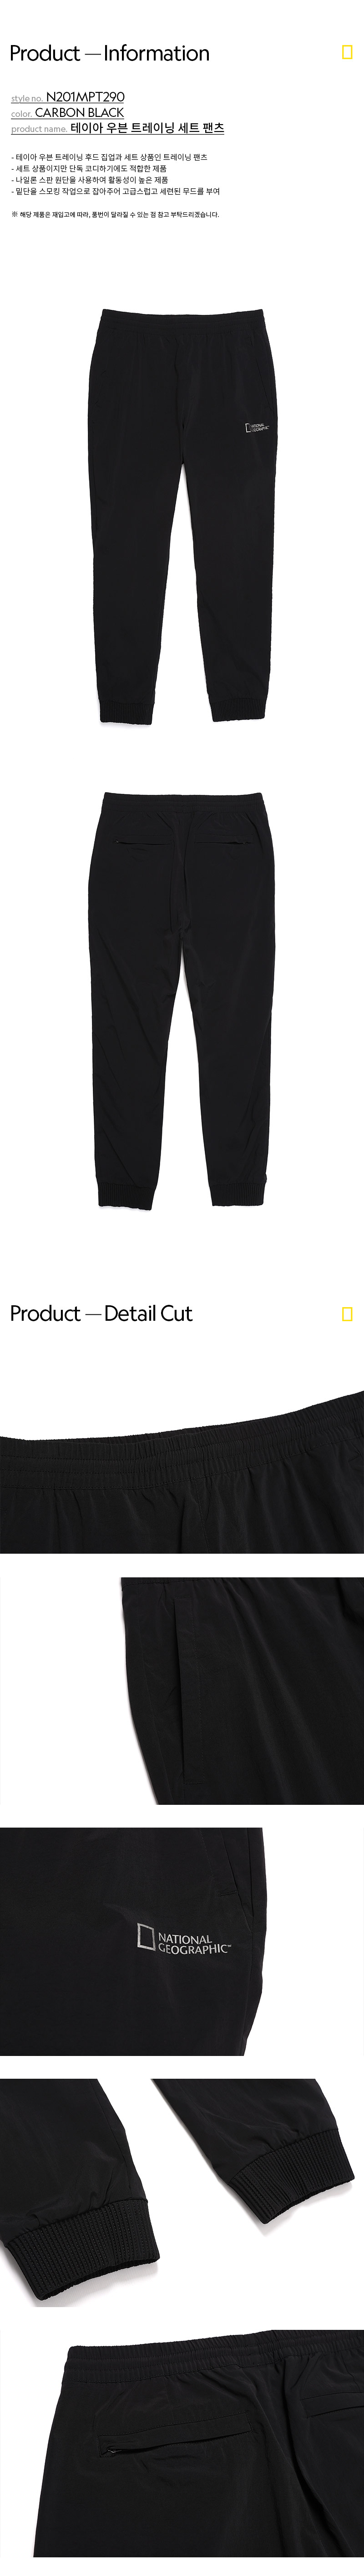 Product — Information
style no. N201MPT290
color. CARBON BLACK
product name. 테이아 우븐 트레이닝 세트 팬츠
- 테이아 우븐 트레이닝 후드 집업과 세트 상품인 트레이닝 팬츠
- 세트 상품이지만 단독 코디하기에도 적합한 제품
- 나일론 스판 원단을 사용하여 활동성이 높은 제품
- 밑단을 스모킹 작업으로 잡아주어 고급스럽고 세련된 무드를 부여
※ 해당 제품은 재입고에 따라, 품번이 달라질 수 있는 점 참고 부탁드리겠습니다.
NATIONAL
GEOGRAPHIC
Product — Detail Cut
NATIONAL
GEOGRAPHIC™